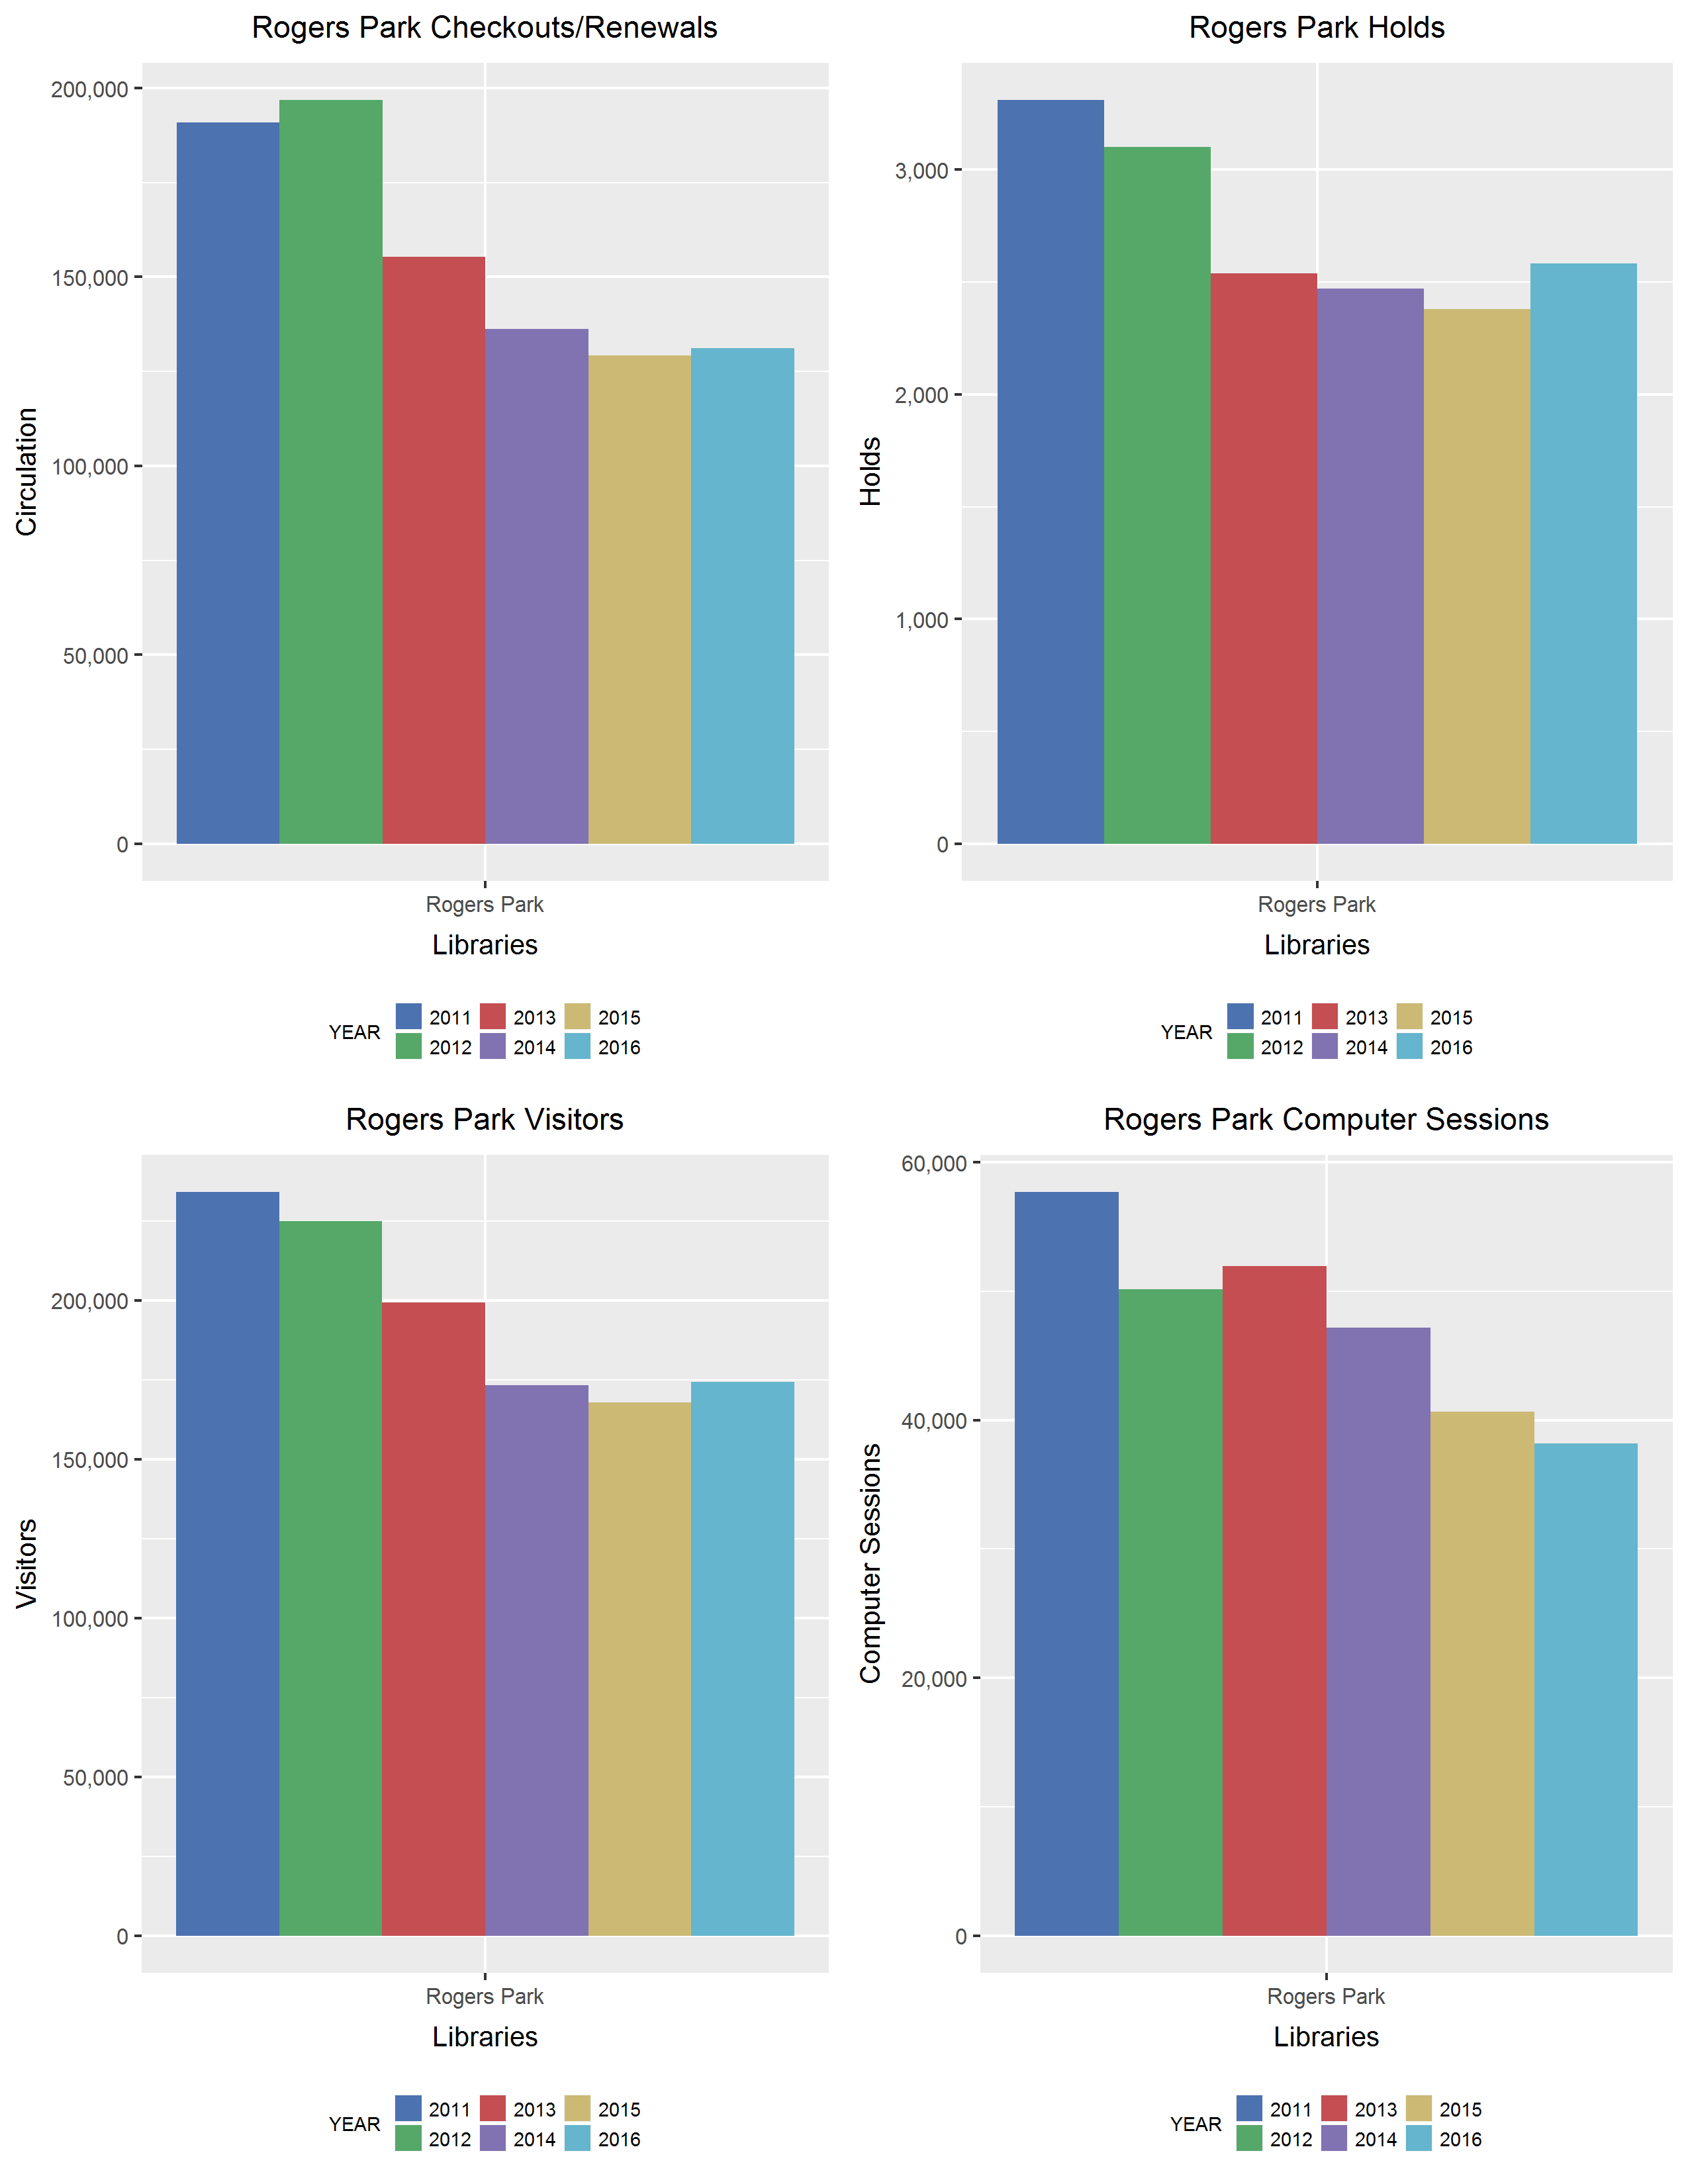 Rogers Park Checkouts/Renewals
200,000
150,000
100,000
50,000
0
Circulation
Rogers Park
Libraries
YEAR 2011 2013 2015
2012 2014 2016
Rogers Park Holds
3,000
2,000
1,000
0
Holds
Rogers Park
Libraries
YEAR 2011 2013 2015
2012 2014 2016
Rogers Park Visitors
200,000
150,000
100,000
50,000
0
Visitors
Rogers Park
Libraries
YEAR 2011 2013 2015
2012 2014 2016
Rogers Park Computer Sessions
60,000
40,000
20,000
0
Computer Sessions
Rogers Park
Libraries
YEAR 2011 2013 2015
2012 2014 2016